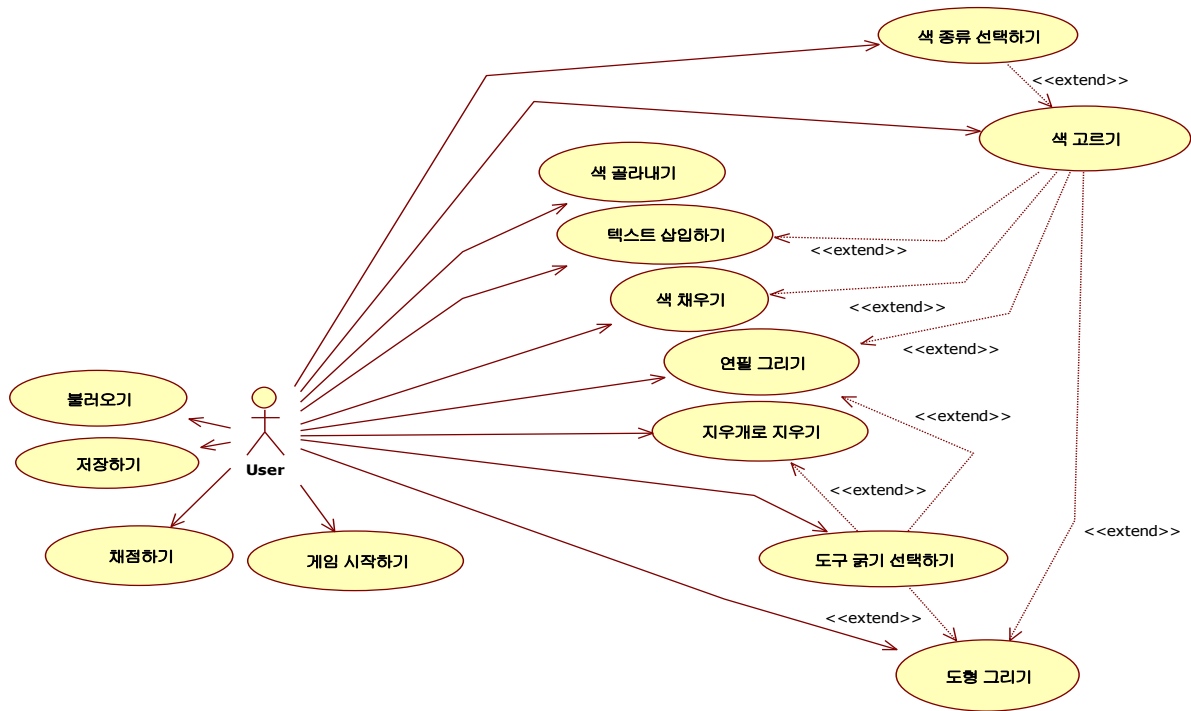 색 종류 선택하기
<<extend>>
색 고르기
색 골라내기
텍스트 삽입하기
<<extend>>
색 채우기
<<extend>>
<<extend>>
연필 그리기
불러오기
<<extend>>
지우개로 지우기
저장하기
User
<<extend>>
<<extend>>
채점하기
게임 시작하기
도구 굵기 선택하기
<<extend>>
도형 그리기